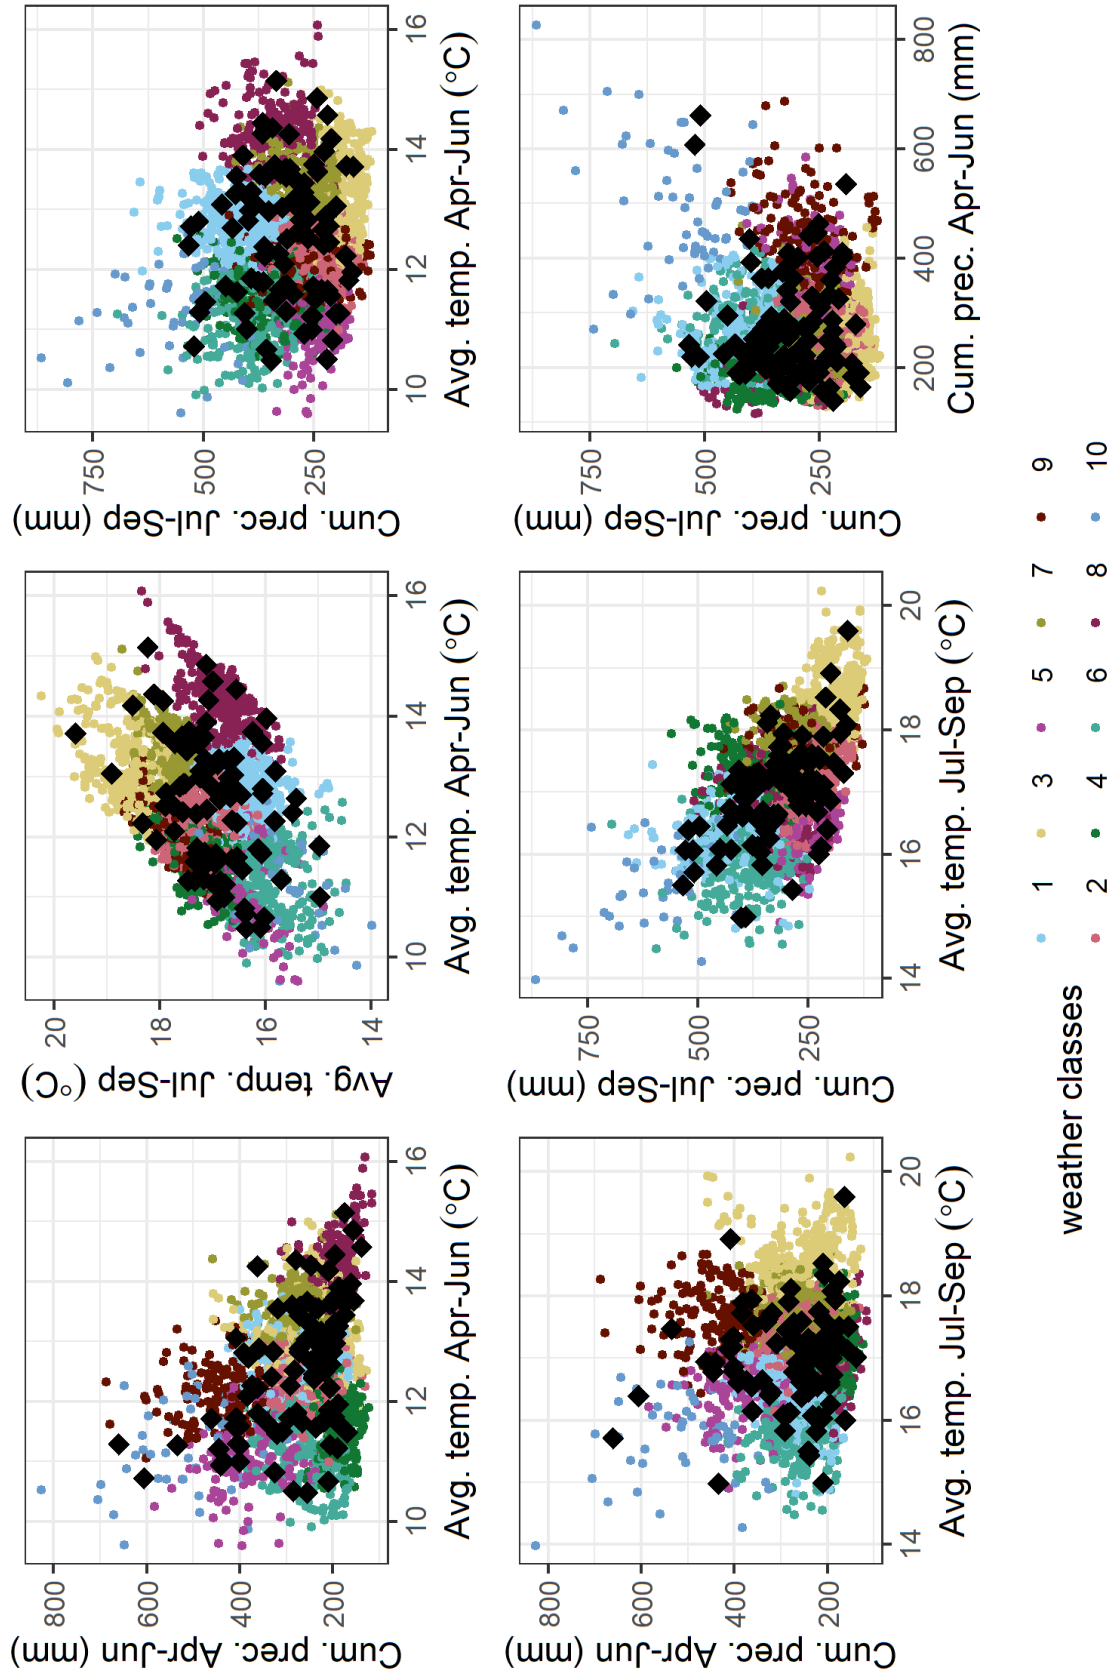 Cum. prec. Apr-Jun (mm)
800
600
400
200
10 12 14 16
Avg. temp. Apr-Jun (°C)
Avg. temp. Jul-Sep (°C)
20
18
16
14
10 12 14 16
Avg. temp. Apr-Jun (°C)
Cum. prec. Jul-Sep (mm)
750
500
250
10 12 14 16
Avg. temp. Apr-Jun (°C)
Cum. prec. Apr-Jun (mm)
800
600
400
200
14 16 18 20
Avg. temp. Jul-Sep (°C)
Cum. prec. Jul-Sep (mm)
750
500
250
14 16 18 20
Avg. temp. Jul-Sep (°C)
Cum. prec. Jul-Sep (mm)
750
500
250
200 400 600 800
Cum. prec. Apr-Jun (mm)
weather classes
1 3 5 7 9
2 4 6 8 10